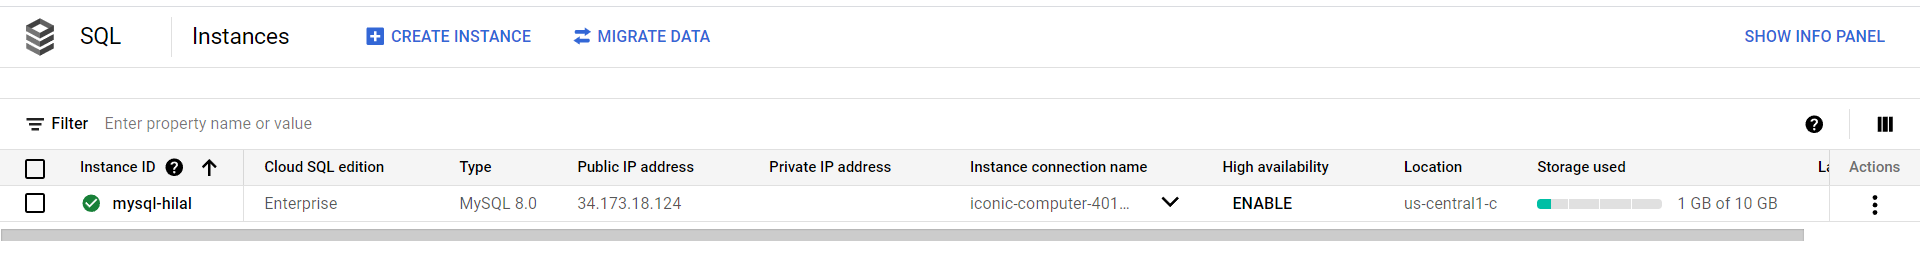 SQL Instances CREATE INSTANCE MIGRATE DATA SHOW INFO PANEL
Filter Enter property name or value
Instance ID Cloud SQL edition Type Public IP address Private IP address Instance connection name High availability Location Storage used Actions
mysql-hilal Enterprise MySQL 8.0 34.173.18.124 iconic-computer-401... ENABLE us-central1-c 1 GB of 10 GB